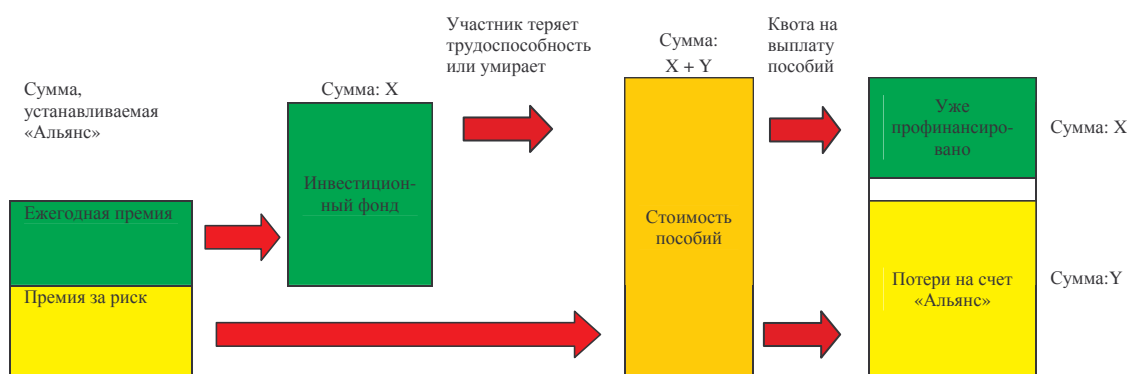 Сумма,
устанавливаемая
«Альянс»
Ежегодная премия
Премия за риск
Сумма: X
Инвестицион-
ный фонд
Участник теряет
трудоспособность
или умирает
Сумма:
X + Y
Стоимость
пособий
Квота на
выплату
пособий
Уже
профинансиро-
вано
Сумма: X
Потери на счет
«Альянс»
Сумма:Y